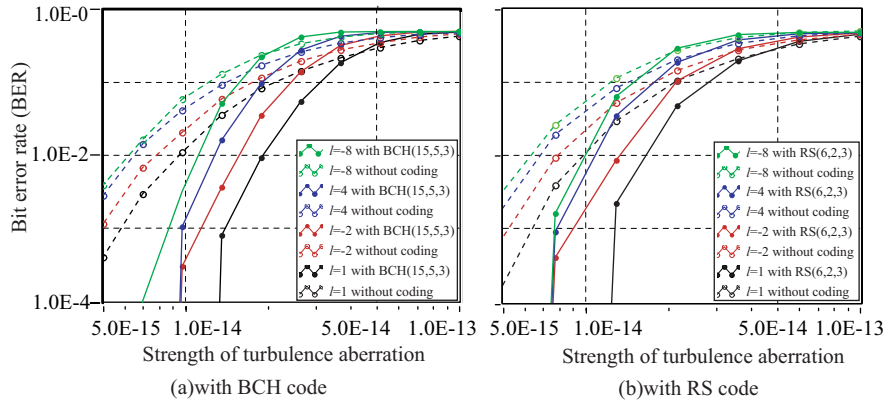 Bit error rate (BER)
1.0E-0
1.0E-2
1.0E-4
l=-8 with BCH(15,5,3)
l=-8 without coding
l=4 with BCH(15,5,3)
l=4 without coding
l=-2 with BCH(15,5,3)
l=-2 without coding
l=1 with BCH(15,5,3)
l=1 without coding
5.0E-15
1.0E-14
5.0E-14
1.0E-13
Strength of turbulence aberration
(a)with BCH code
l=-8 with RS(6,2,3)
l=-8 without coding
l=4 with RS(6,2,3)
l=4 without coding
l=-2 with RS(6,2,3)
l=-2 without coding
l=1 with RS(6,2,3)
l=1 without coding
5.0E-15
1.0E-14
5.0E-14
1.0E-13
Strength of turbulence aberration
(b)with RS code